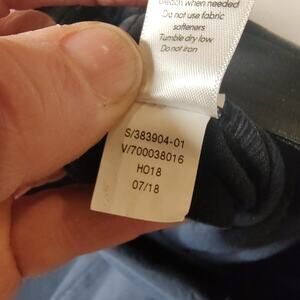 bleach when needed
Do not use fabric
softeners
Tumble dry low
Do not iron
S/383904-01
V/700038016
HO18
07/18